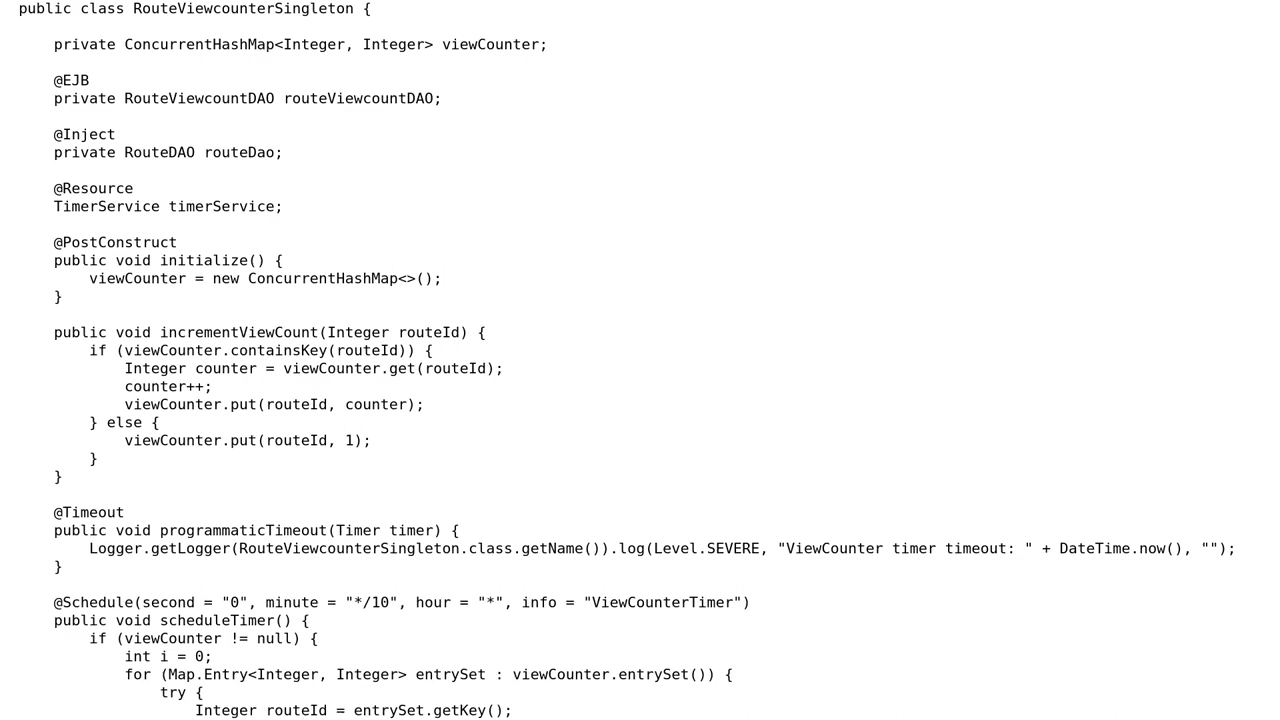 public class RouteViewcounterSingleton {
private ConcurrentHashMap<Integer, Integer> viewCounter;
@EJB
private RouteViewcountDAO routeViewcountDAO;
@Inject
private RouteDAO routeDao;
@Resource
TimerService timerService;
@PostConstruct
public void initialize() {
viewCounter = new ConcurrentHashMap<>();
}
public void incrementViewCount(Integer routeId) {
if (viewCounter.containsKey(routeId)) {
Integer counter = viewCounter.get(routeId);
counter++;
viewCounter.put(routeId, counter);
} else {
viewCounter.put(routeId, 1);
}
}
@Timeout
public void programmaticTimeout(Timer timer) {
Logger.getLogger(RouteViewcounterSingleton.class.getName()).log(Level.SEVERE, "ViewCounter timer timeout: " + DateTime.now(), "");
}
@Schedule(second = "0", minute = "*/10", hour = "*", info = "ViewCounterTimer")
public void scheduleTimer() {
if (viewCounter != null) {
int i = 0;
for (Map.Entry<Integer, Integer> entrySet : viewCounter.entrySet()) {
try {
Integer routeId = entrySet.getKey();